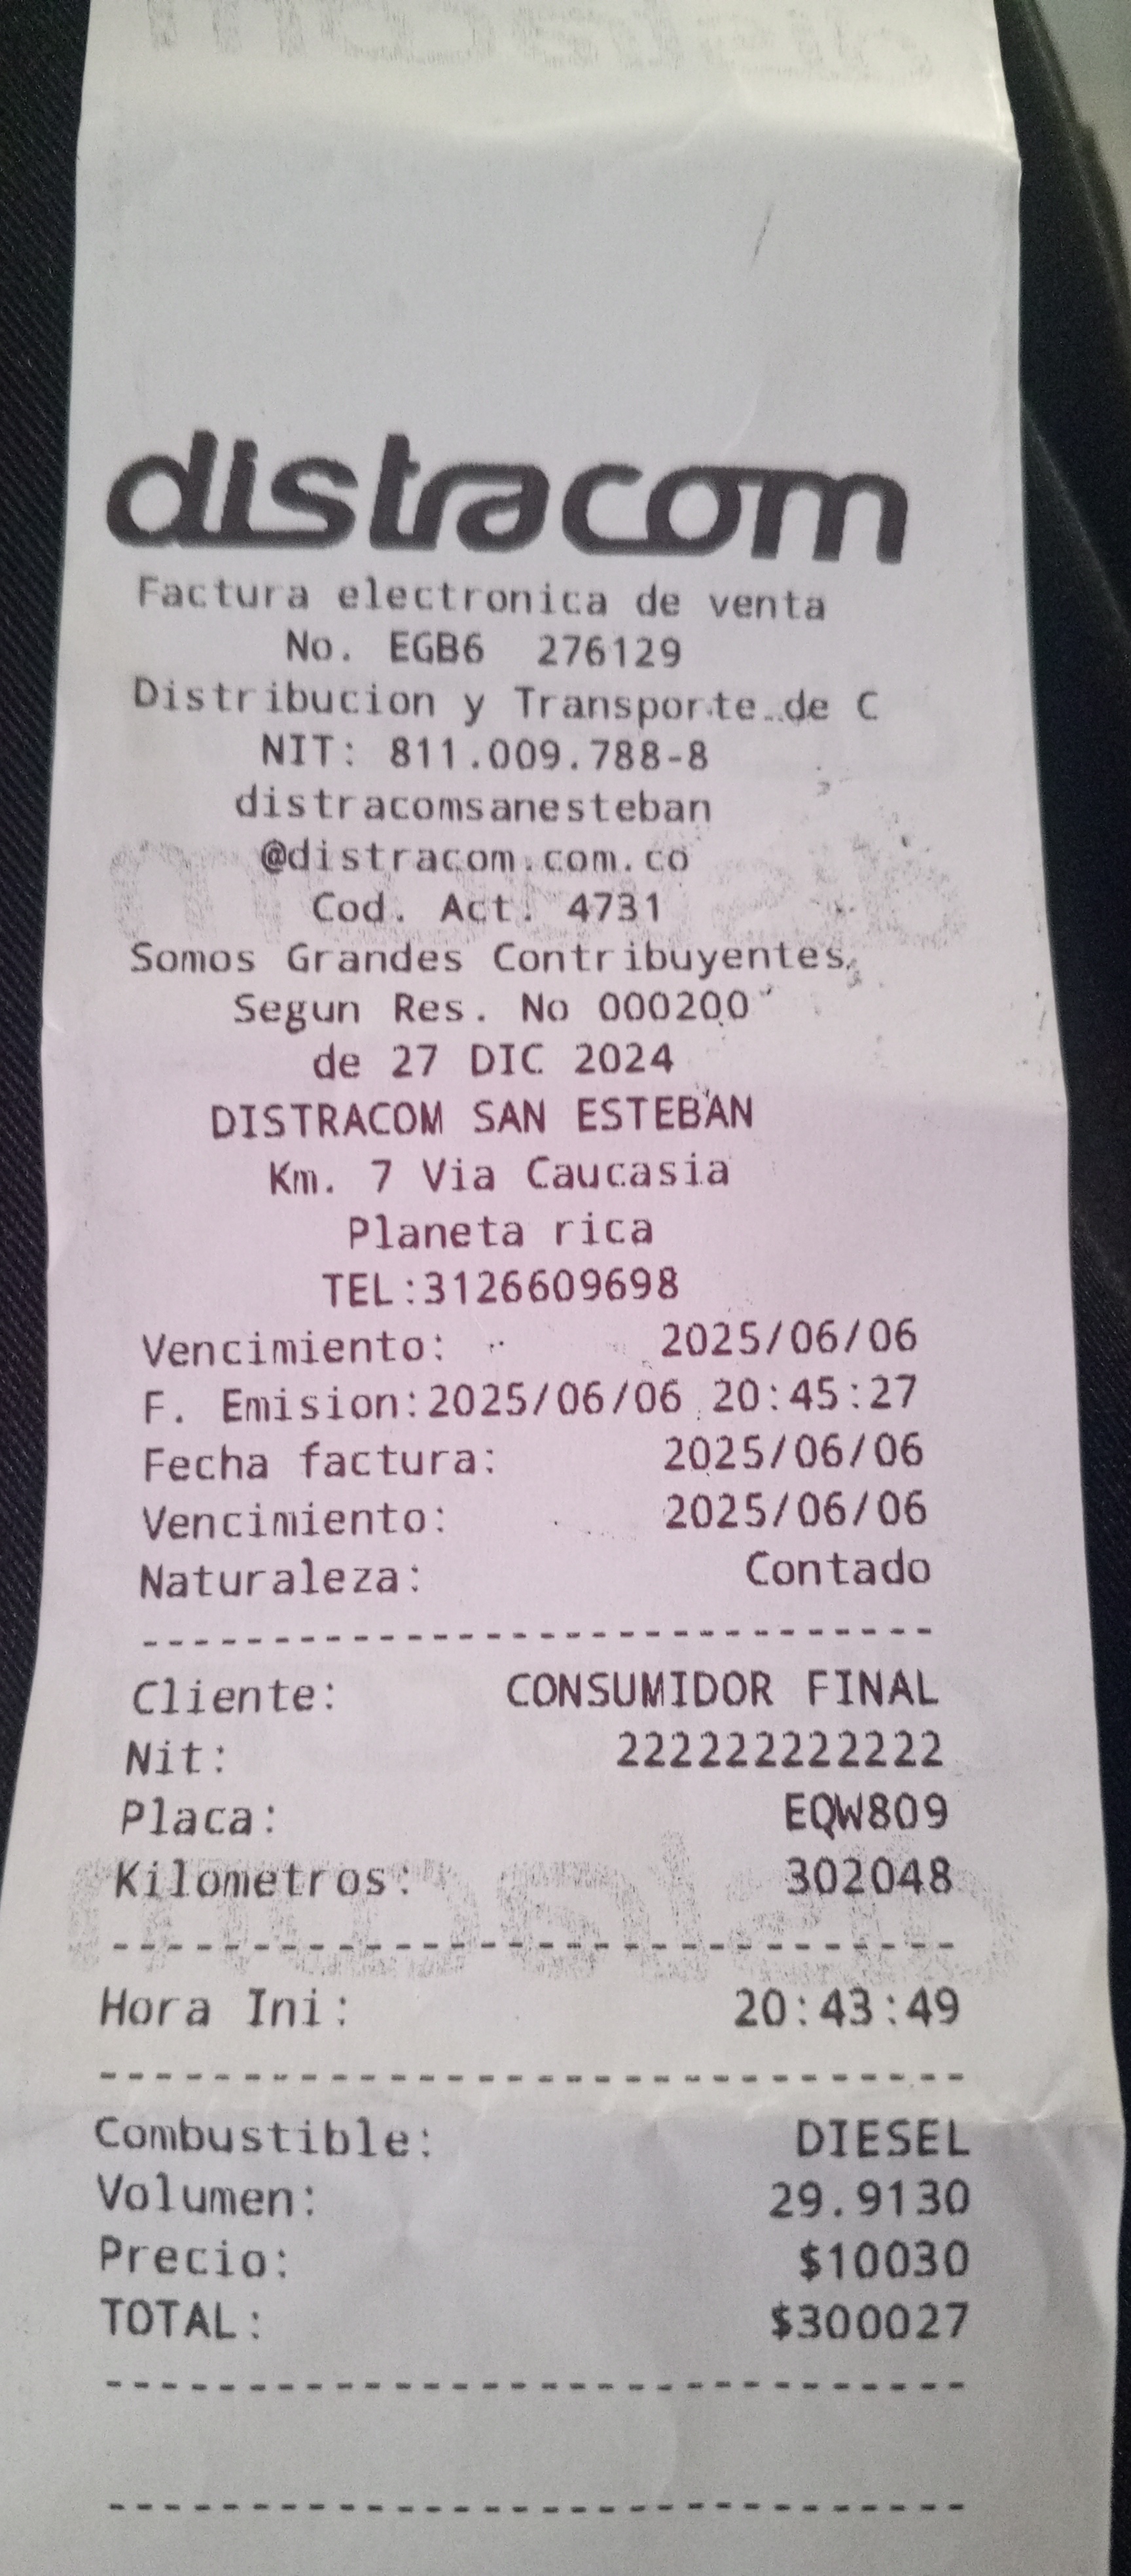 distracom
Factura electronica de venta
No. EGB6 276129
Distribucion y Transporte de C
NIT: 811.009.788-8
distracomsanesteban
@distracom.com.co
Cod. Act. 4731
Somos Grandes Contribuyentes
Segun Res. No 000200
de 27 DIC 2024
DISTRACOM SAN ESTEBAN
Km. 7 Via Caucasia
Planeta rica
TEL:3126609698
Vencimiento: 2025/06/06
F. Emision:2025/06/06 20:45:27
Fecha factura: 2025/06/06
Vencimiento: 2025/06/06
Naturaleza: Contado
------------------------------
Cliente: CONSUMIDOR FINAL
Nit: 222222222222
Placa: EQW809
Kilometros: 302048
------------------------------
Hora Ini: 20:43:49
------------------------------
Combustible: DIESEL
Volumen: 29.9130
Precio: $10030
TOTAL: $300027
------------------------------
------------------------------